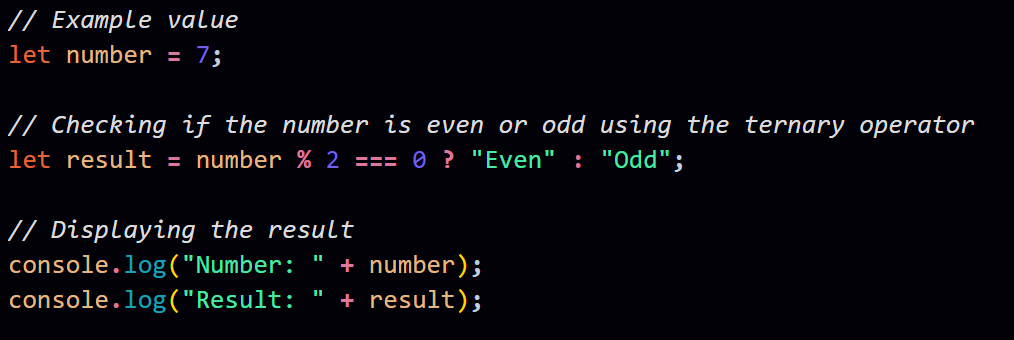 // Example value
let number = 7;
// Checking if the number is even or odd using the ternary operator
let result = number % 2 === 0 ? "Even" : "Odd";
// Displaying the result
console.log("Number: " + number);
console.log("Result: " + result);